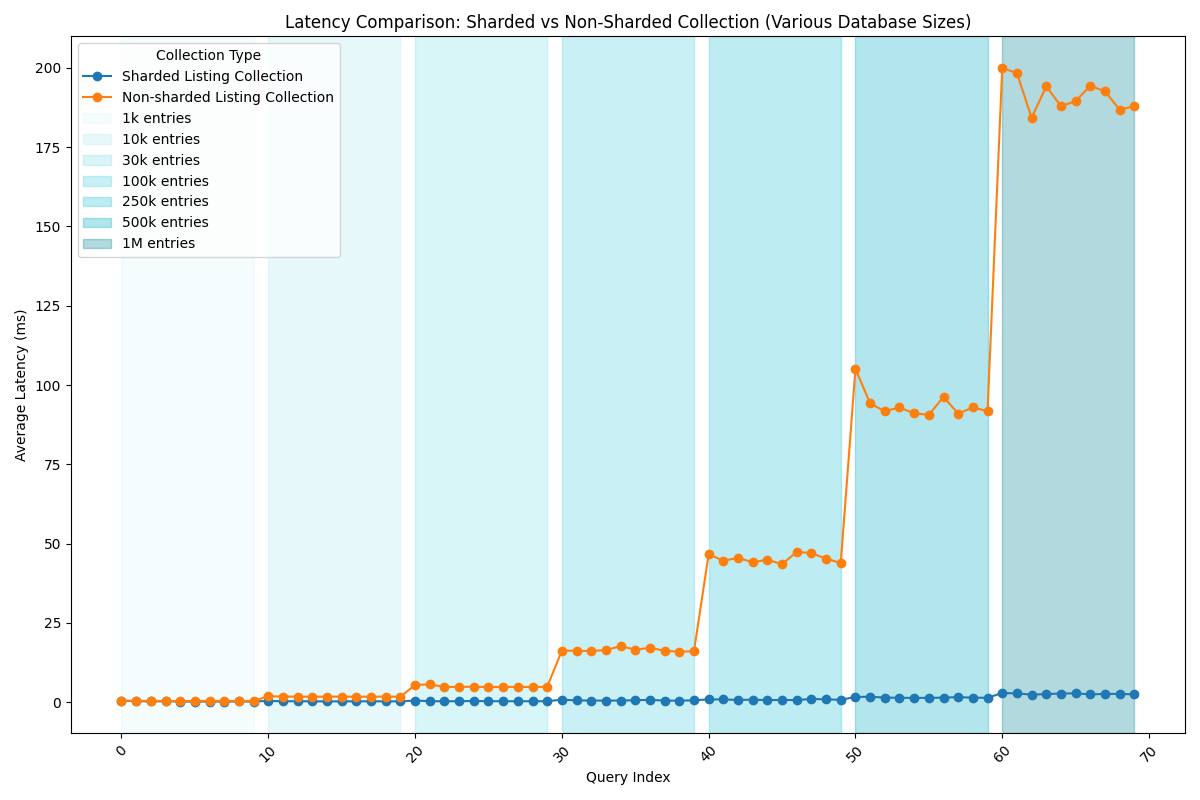 Latency Comparison: Sharded vs Non-Sharded Collection (Various Database Sizes)
Collection Type
Sharded Listing Collection
Non-sharded Listing Collection
1k entries
10k entries
30k entries
100k entries
250k entries
500k entries
1M entries
Average Latency (ms)
200
175
150
125
100
75
50
25
0
0
10
20
30
40
50
60
70
Query Index